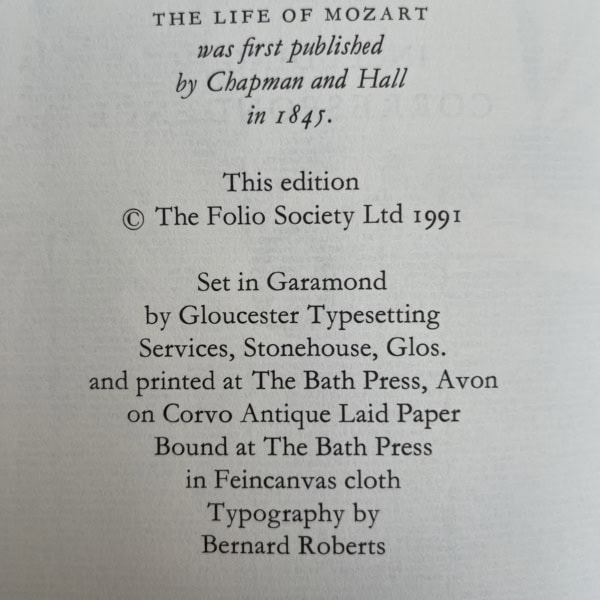 THE LIFE OF MOZART
was first published
by Chapman and Hall
in 1845.
This edition
© The Folio Society Ltd 1991
Set in Garamond
by Gloucester Typesetting
Services, Stonehouse, Glos.
and printed at The Bath Press, Avon
on Corvo Antique Laid Paper
Bound at The Bath Press
in Feincanvas cloth
Typography by
Bernard Roberts